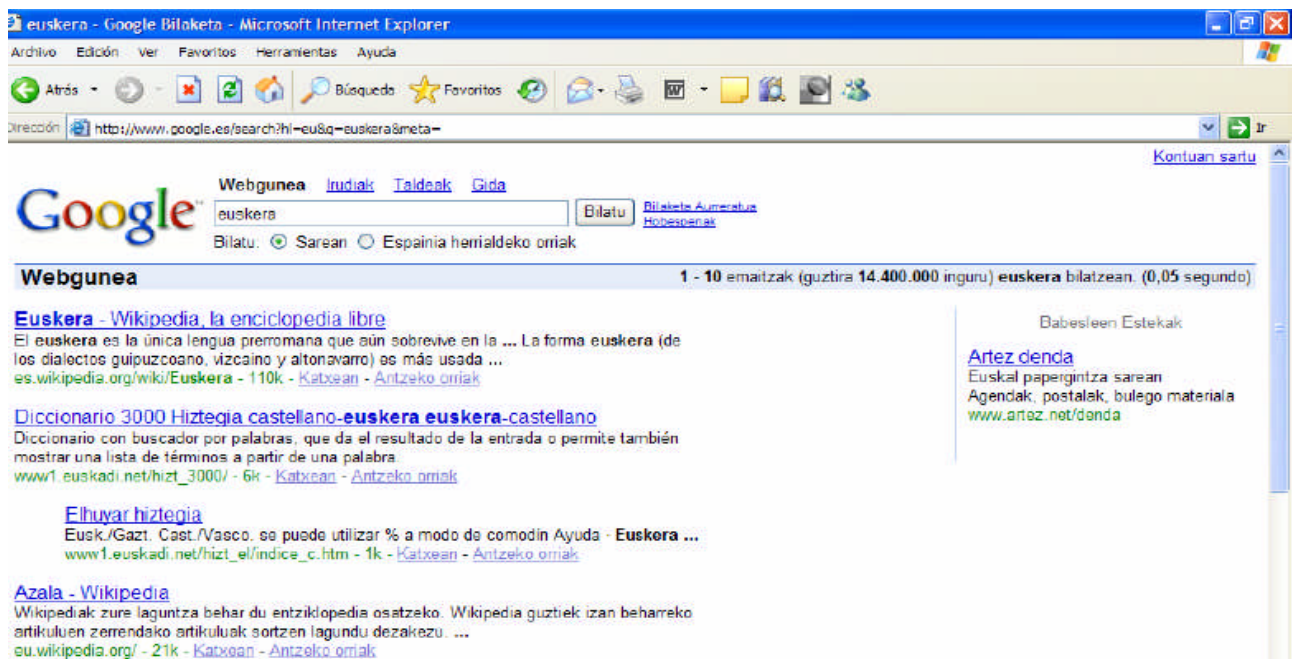 euskera - Google Bilaketa - Microsoft Internet Explorer
Archivo Edición Ver Favoritos Herramientas Ayuda
Atrás Búsqueda Favoritos
Dirección http://www.google.es/search?hl=eu&q=euskera&meta= Ir
Kontuan sartu
Webgunea Irudiak Taldeak Gida
Google euskera Bilatu Bilaketa Aurreratua
Hobespenak
Bilatu: Sarean Espainia herrialdeko orriak
Webgunea 1 - 10 emaitzak (guztira 14.400.000 inguru) euskera bilatzean. (0,05 segundo)
Euskera - Wikipedia, la enciclopedia libre
El euskera es la única lengua prerromana que aún sobrevive en la ... La forma euskera (de
los dialectos guipuzcoano, vizcaino y altonavarro) es más usada ...
es.wikipedia.org/wiki/Euskera - 110k - Katxean - Antzeko orriak
Diccionario 3000 Hiztegia castellano-euskera euskera-castellano
Diccionario con buscador por palabras, que da el resultado de la entrada o permite también
mostrar una lista de términos a partir de una palabra.
www1.euskadi.net/hizt_3000/ - 6k - Katxean - Antzeko orriak
Elhuyar hiztegia
Eusk./Gazt. Cast./Vasco. se puede utilizar % a modo de comodín Ayuda - Euskera ...
www1.euskadi.net/hizt_el/indice_c.htm - 1k - Katxean - Antzeko orriak
Azala - Wikipedia
Wikipediak zure laguntza behar du entziklopedia osatzeko. Wikipedia guztiek izan beharreko
artikuluen zerrendako artikuluak sortzen lagundu dezakezu. ...
eu.wikipedia.org/ - 21k - Katxean - Antzeko orriak
Babesleen Estekak
Artez denda
Euskal papergintza sarean
Agendak, postalak, bulego materiala
www.artez.net/denda